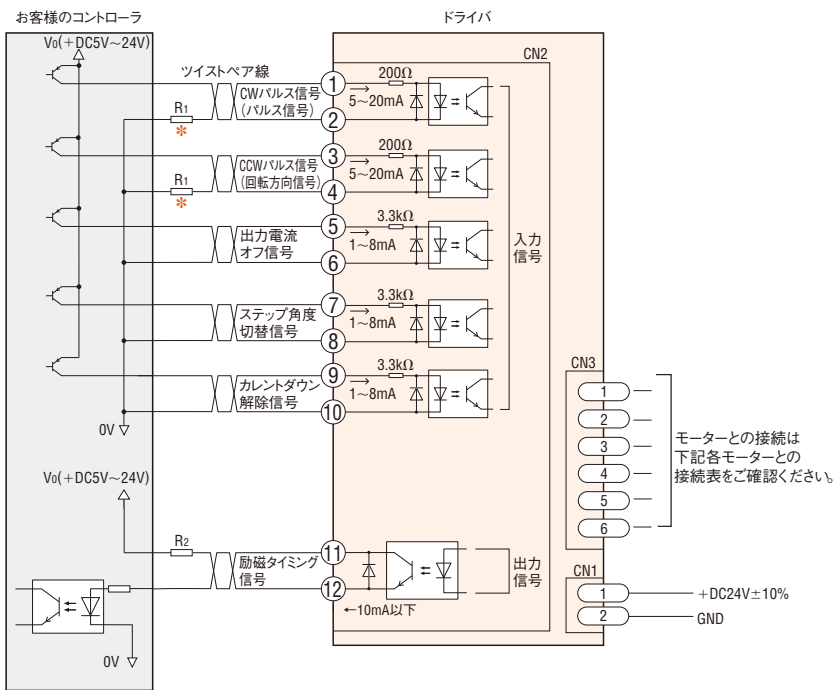 お客様のコントローラ
ドライバ
V0(+DC5V~24V)
CN2
ツイストペア線
CWパルス信号
(パルス信号)
R1
*
1
200Ω
5~20mA
2
CCWパルス信号
(回転方向信号)
R1
*
3
200Ω
5~20mA
4
出力電流
オフ信号
5
3.3kΩ
1~8mA
6
入力
信号
ステップ角度
切替信号
7
3.3kΩ
1~8mA
8
カレントダウン
解除信号
9
3.3kΩ
1~8mA
10
0V
CN3
1
2
3
4
5
6
モーターとの接続は
下記各モーターとの
接続表をご確認ください。
V0(+DC5V~24V)
R2
励磁タイミング
信号
11
12
←10mA以下
出力
信号
0V
CN1
1
+DC24V±10%
2
GND